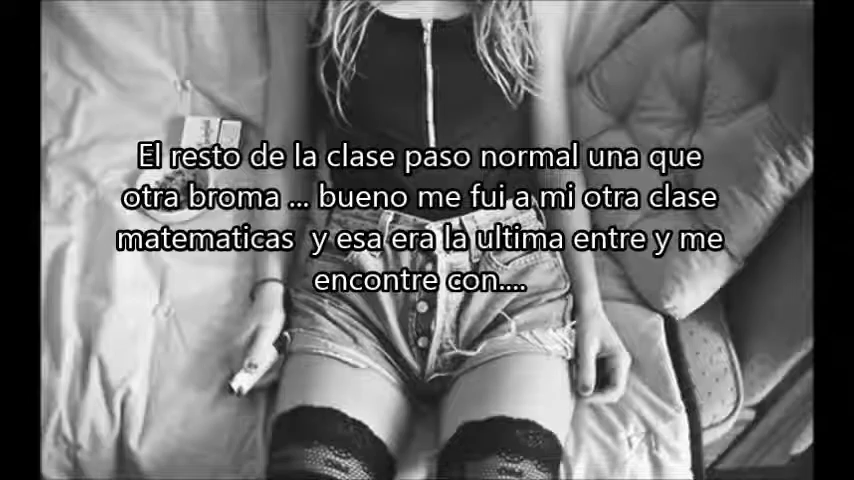 El resto de la clase paso normal una que
otra broma ... bueno me fui a mi otra clase
matematicas y esa era la ultima entre y me
encontre con....